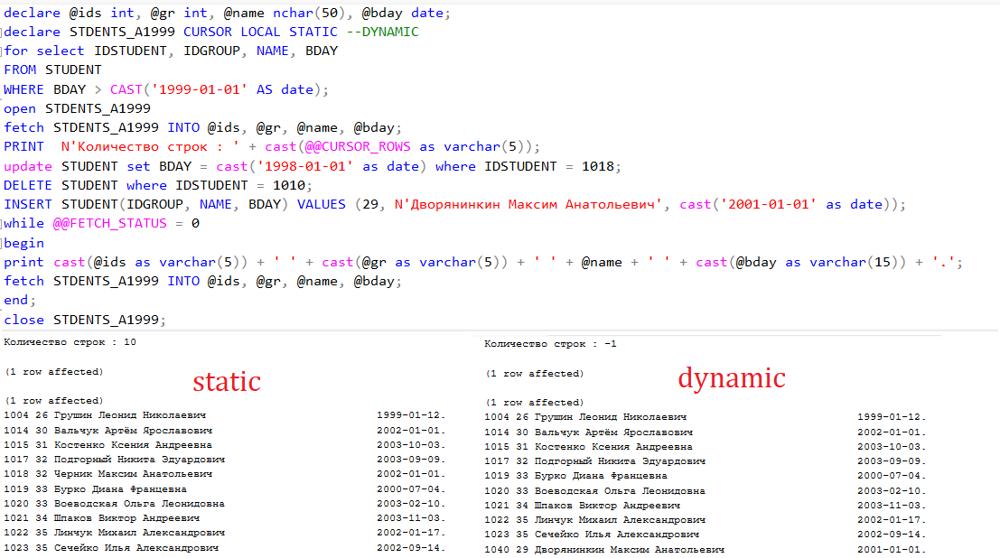 declare @ids int, @gr int, @name nchar(50), @bday date;
declare STDENTS_A1999 CURSOR LOCAL STATIC --DYNAMIC
for select IDSTUDENT, IDGROUP, NAME, BDAY
FROM STUDENT
WHERE BDAY > CAST('1999-01-01' AS date);
open STDENTS_A1999
fetch STDENTS_A1999 INTO @ids, @gr, @name, @bday;
PRINT  N'Количество строк : ' + cast(@@CURSOR_ROWS as varchar(5));
update STUDENT set BDAY = cast('1998-01-01' as date) where IDSTUDENT = 1018;
DELETE STUDENT where IDSTUDENT = 1010;
INSERT STUDENT(IDGROUP, NAME, BDAY) VALUES (29, N'Дворянинкин Максим Анатольевич', cast('2001-01-01' as date));
while @@FETCH_STATUS = 0
begin
print cast(@ids as varchar(5)) + ' ' + cast(@gr as varchar(5)) + ' ' + @name + ' ' + cast(@bday as varchar(15)) + '.';
fetch STDENTS_A1999 INTO @ids, @gr, @name, @bday;
end;
close STDENTS_A1999;
Количество строк : 10
(1 row affected)
static
(1 row affected)
1004 26 Грушин Леонид Николаевич 1999-01-12.
1014 30 Вальчук Артём Ярославович 2002-01-01.
1015 31 Костенко Ксения Андреевна 2003-10-03.
1017 32 Подгорный Никита Эдуардович 2003-09-09.
1018 32 Черник Максим Анатольевич 2002-01-01.
1019 33 Бурко Диана Францевна 2000-07-04.
1020 33 Воеводская Ольга Леонидовна 2003-02-10.
1021 34 Шпаков Виктор Андреевич 2003-11-03.
1022 35 Линчук Михаил Александрович 2002-01-17.
1023 35 Сечейко Илья Александрович 2002-09-14.
Количество строк : -1
(1 row affected)
dynamic
(1 row affected)
1004 26 Грушин Леонид Николаевич 1999-01-12.
1014 30 Вальчук Артём Ярославович 2002-01-01.
1015 31 Костенко Ксения Андреевна 2003-10-03.
1017 32 Подгорный Никита Эдуардович 2003-09-09.
1019 33 Бурко Диана Францевна 2000-07-04.
1020 33 Воеводская Ольга Леонидовна 2003-02-10.
1021 34 Шпаков Виктор Андреевич 2003-11-03.
1022 35 Линчук Михаил Александрович 2002-01-17.
1023 35 Сечейко Илья Александрович 2002-09-14.
1040 29 Дворянинкин Максим Анатольевич 2001-01-01.